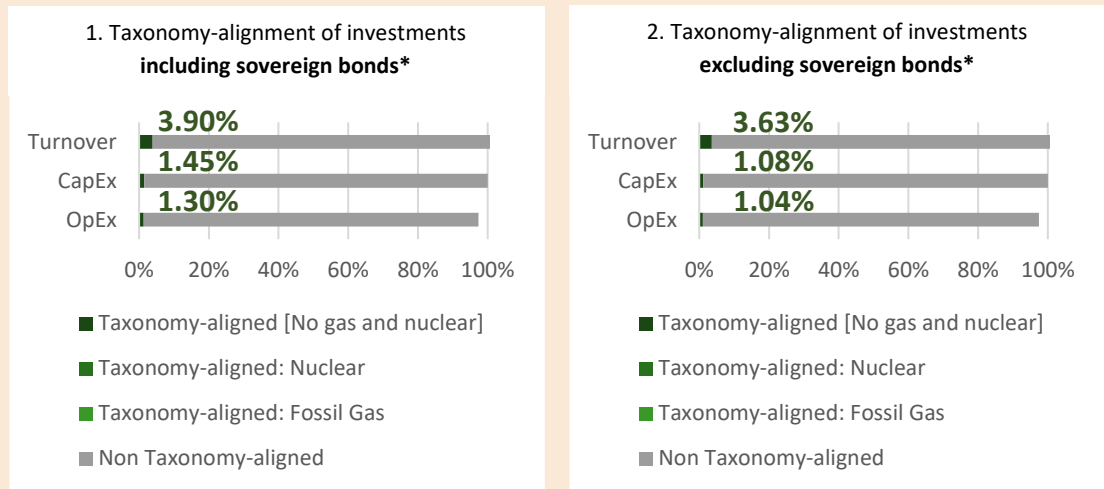 1. Taxonomy-alignment of investments
including sovereign bonds*
3.90%
Turnover
1.45%
CapEx
1.30%
OpEx
0% 20% 40% 60% 80% 100%
Taxonomy-aligned [No gas and nuclear]
Taxonomy-aligned: Nuclear
Taxonomy-aligned: Fossil Gas
Non Taxonomy-aligned
2. Taxonomy-alignment of investments
excluding sovereign bonds*
3.63%
Turnover
1.08%
CapEx
1.04%
OpEx
0% 20% 40% 60% 80% 100%
Taxonomy-aligned [No gas and nuclear]
Taxonomy-aligned: Nuclear
Taxonomy-aligned: Fossil Gas
Non Taxonomy-aligned